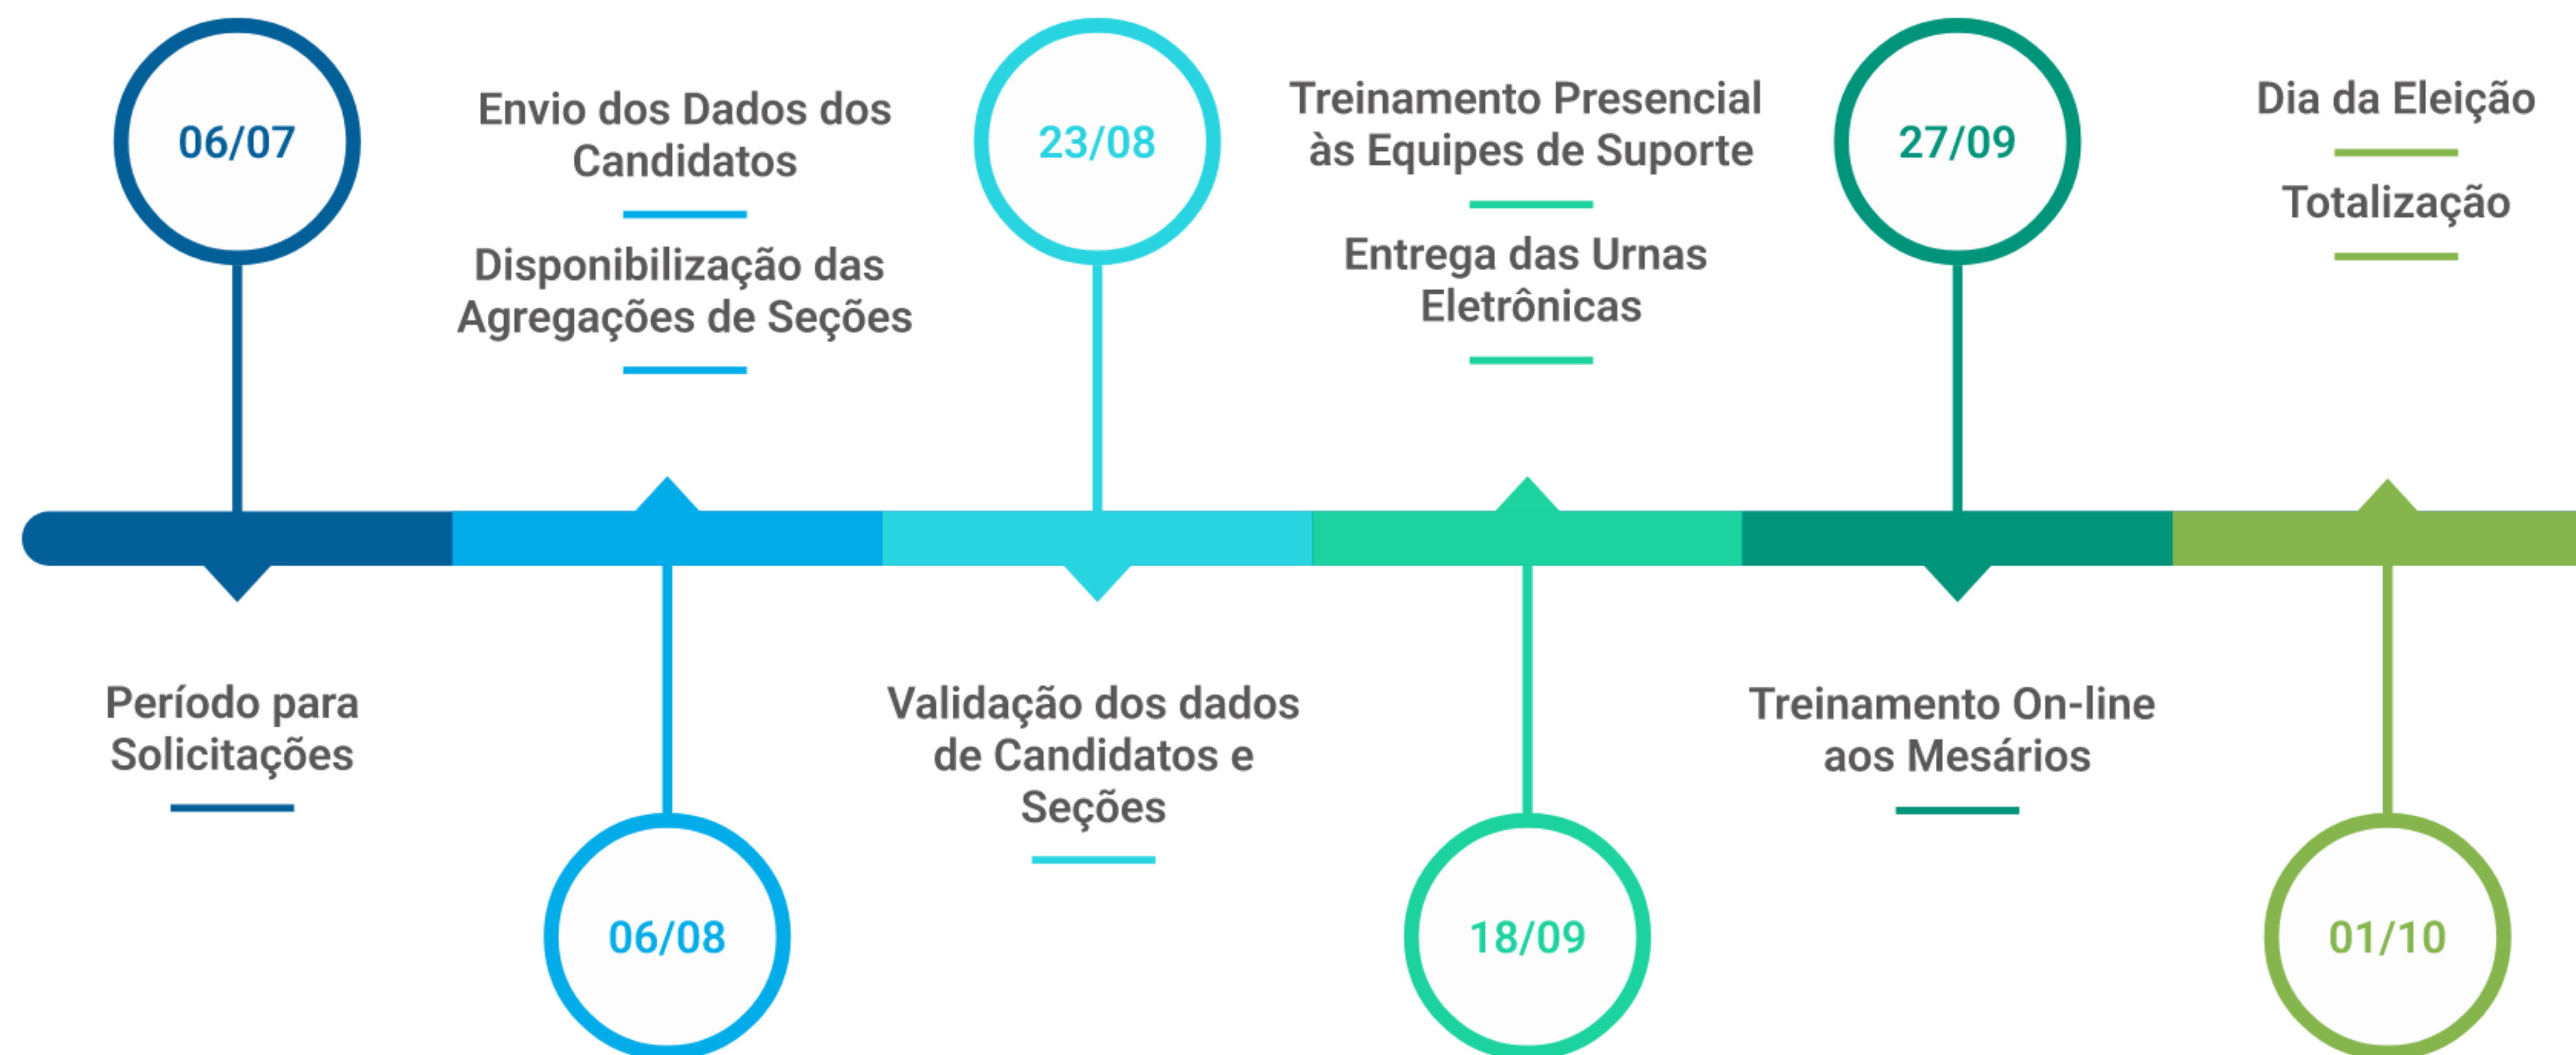 06/07
Período para
Solicitações
Envio dos Dados dos
Candidatos
Disponibilização das
Agregações de Seções
06/08
23/08
Validação dos dados
de Candidatos e
Seções
Treinamento Presencial
às Equipes de Suporte
Entrega das Urnas
Eletrônicas
18/09
27/09
Treinamento On-line
aos Mesários
Dia da Eleição
Totalização
01/10